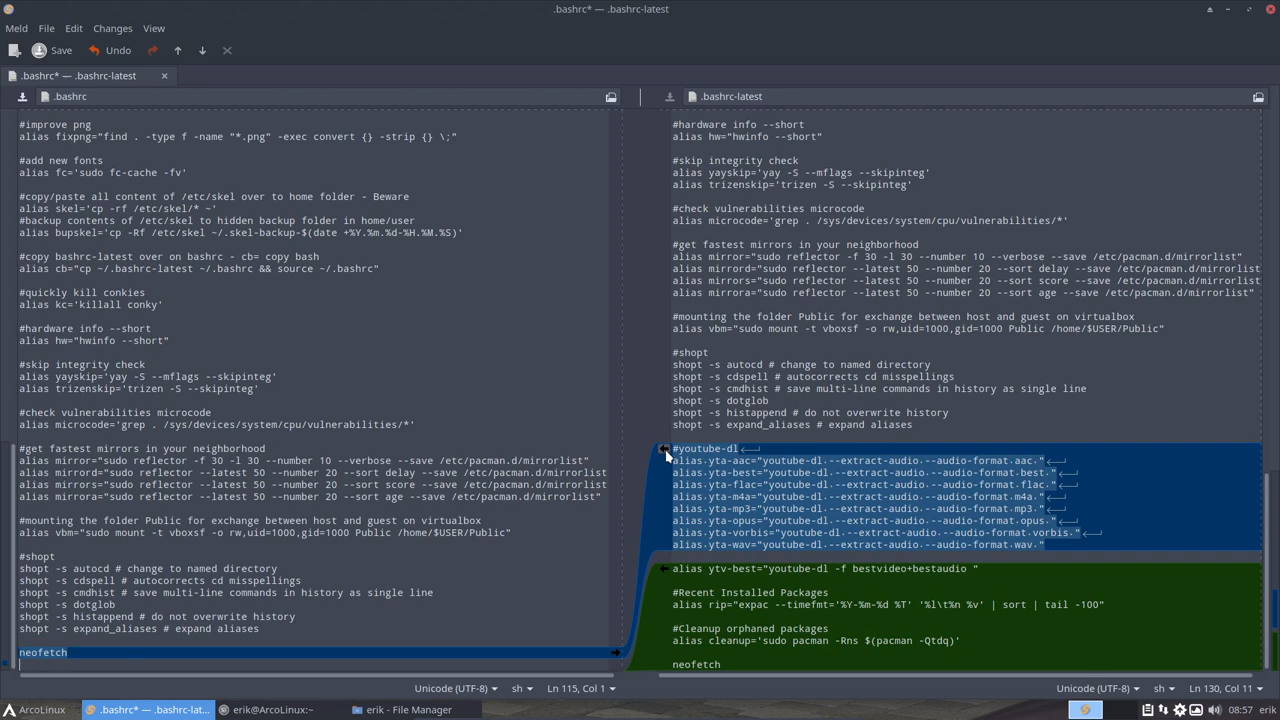 .bashrc* — .bashrc-latest
Meld File Edit Changes View
Save Undo
.bashrc* — .bashrc-latest
.bashrc
#improve png
alias fixpng="find . -type f -name "*.png" -exec convert {} -strip {} \;"
#add new fonts
alias fc='sudo fc-cache -fv'
#copy/paste all content of /etc/skel over to home folder - Beware
alias skel='cp -rf /etc/skel/* ~'
#backup contents of /etc/skel to hidden backup folder in home/user
alias bupskel='cp -Rf /etc/skel ~/.skel-backup-$(date +%Y.%m.%d-%H.%M.%S)'
#copy bashrc-latest over on bashrc - cb= copy bash
alias cb="cp ~/.bashrc-latest ~/.bashrc && source ~/.bashrc"
#quickly kill conkies
alias kc='killall conky'
#hardware info --short
alias hw="hwinfo --short"
#skip integrity check
alias yayskip='yay -S --mflags --skipinteg'
alias trizenskip='trizen -S --skipinteg'
#check vulnerabilities microcode
alias microcode='grep . /sys/devices/system/cpu/vulnerabilities/*'
#get fastest mirrors in your neighborhood
alias mirror="sudo reflector -f 30 -l 30 --number 10 --verbose --save /etc/pacman.d/mirrorlist"
alias mirrord="sudo reflector --latest 50 --number 20 --sort delay --save /etc/pacman.d/mirrorlist
alias mirrors="sudo reflector --latest 50 --number 20 --sort score --save /etc/pacman.d/mirrorlist
alias mirrora="sudo reflector --latest 50 --number 20 --sort age --save /etc/pacman.d/mirrorlist"
#mounting the folder Public for exchange between host and guest on virtualbox
alias vbm="sudo mount -t vboxsf -o rw,uid=1000,gid=1000 Public /home/$USER/Public"
#shopt
shopt -s autocd # change to named directory
shopt -s cdspell # autocorrects cd misspellings
shopt -s cmdhist # save multi-line commands in history as single line
shopt -s dotglob
shopt -s histappend # do not overwrite history
shopt -s expand_aliases # expand aliases
neofetch
Unicode (UTF-8) sh Ln 115, Col 1
.bashrc-latest
#hardware info --short
alias hw="hwinfo --short"
#skip integrity check
alias yayskip='yay -S --mflags --skipinteg'
alias trizenskip='trizen -S --skipinteg'
#check vulnerabilities microcode
alias microcode='grep . /sys/devices/system/cpu/vulnerabilities/*'
#get fastest mirrors in your neighborhood
alias mirror="sudo reflector -f 30 -l 30 --number 10 --verbose --save /etc/pacman.d/mirrorlist"
alias mirrord="sudo reflector --latest 50 --number 20 --sort delay --save /etc/pacman.d/mirrorlist
alias mirrors="sudo reflector --latest 50 --number 20 --sort score --save /etc/pacman.d/mirrorlist
alias mirrora="sudo reflector --latest 50 --number 20 --sort age --save /etc/pacman.d/mirrorlist"
#mounting the folder Public for exchange between host and guest on virtualbox
alias vbm="sudo mount -t vboxsf -o rw,uid=1000,gid=1000 Public /home/$USER/Public"
#shopt
shopt -s autocd # change to named directory
shopt -s cdspell # autocorrects cd misspellings
shopt -s cmdhist # save multi-line commands in history as single line
shopt -s dotglob
shopt -s histappend # do not overwrite history
shopt -s expand_aliases # expand aliases
#youtube-dl
alias.yta-aac="youtube-dl.--extract-audio.--audio-format.aac."
alias.yta-best="youtube-dl.--extract-audio.--audio-format.best."
alias.yta-flac="youtube-dl.--extract-audio.--audio-format.flac."
alias.yta-m4a="youtube-dl.--extract-audio.--audio-format.m4a."
alias.yta-mp3="youtube-dl.--extract-audio.--audio-format.mp3."
alias.yta-opus="youtube-dl.--extract-audio.--audio-format.opus."
alias.yta-vorbis="youtube-dl.--extract-audio.--audio-format.vorbis."
alias.yta-wav="youtube-dl.--extract-audio.--audio-format.wav."
alias ytv-best="youtube-dl -f bestvideo+bestaudio "
#Recent Installed Packages
alias rip="expac --timefmt='%Y-%m-%d %T' '%l\t%n %v' | sort | tail -100"
#Cleanup orphaned packages
alias cleanup='sudo pacman -Rns $(pacman -Qtdq)'
neofetch
Unicode (UTF-8) sh Ln 130, Col 11
ArcoLinux .bashrc* — .bashrc-lat... erik@ArcoLinux:~ erik - File Manager 08:57 erik